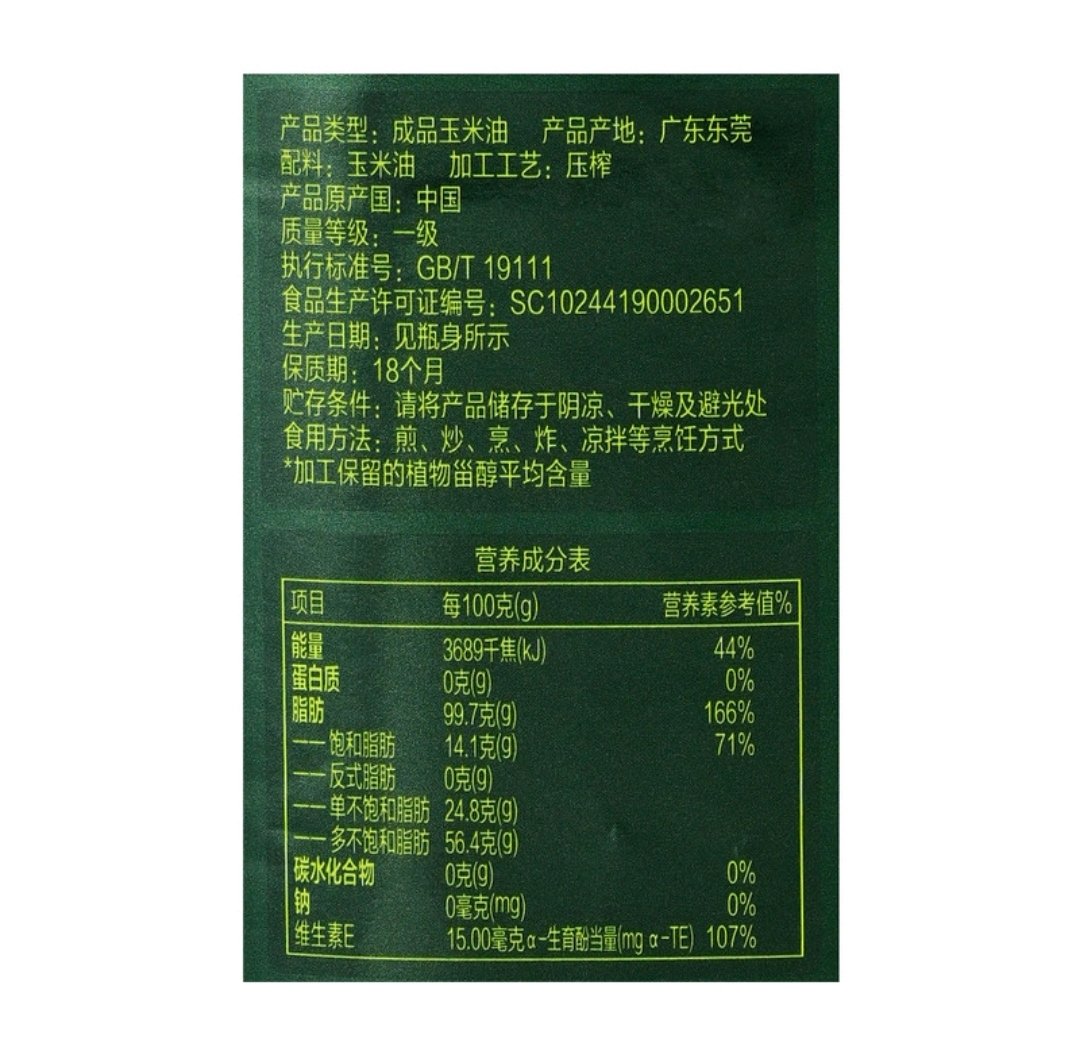 产品类型：成品玉米油 产品产地：广东东莞
配料：玉米油 加工工艺：压榨
产品原产国：中国
质量等级：一级
执行标准号：GB/T 19111
食品生产许可证编号：SC10244190002651
生产日期：见瓶身所示
保质期：18个月
贮存条件：请将产品储存于阴凉、干燥及避光处
食用方法：煎、炒、烹、炸、凉拌等烹饪方式
*加工保留的植物甾醇平均含量
营养成分表
项目 每100克(g) 营养素参考值%
能量 3689千焦(kJ) 44%
蛋白质 0克(g) 0%
脂肪 99.7克(g) 166%
——饱和脂肪 14.1克(g) 71%
——反式脂肪 0克(g)
——单不饱和脂肪 24.8克(g)
——多不饱和脂肪 56.4克(g)
碳水化合物 0克(g) 0%
钠 0毫克(mg) 0%
维生素E 15.00毫克α-生育酚当量(mg α-TE) 107%